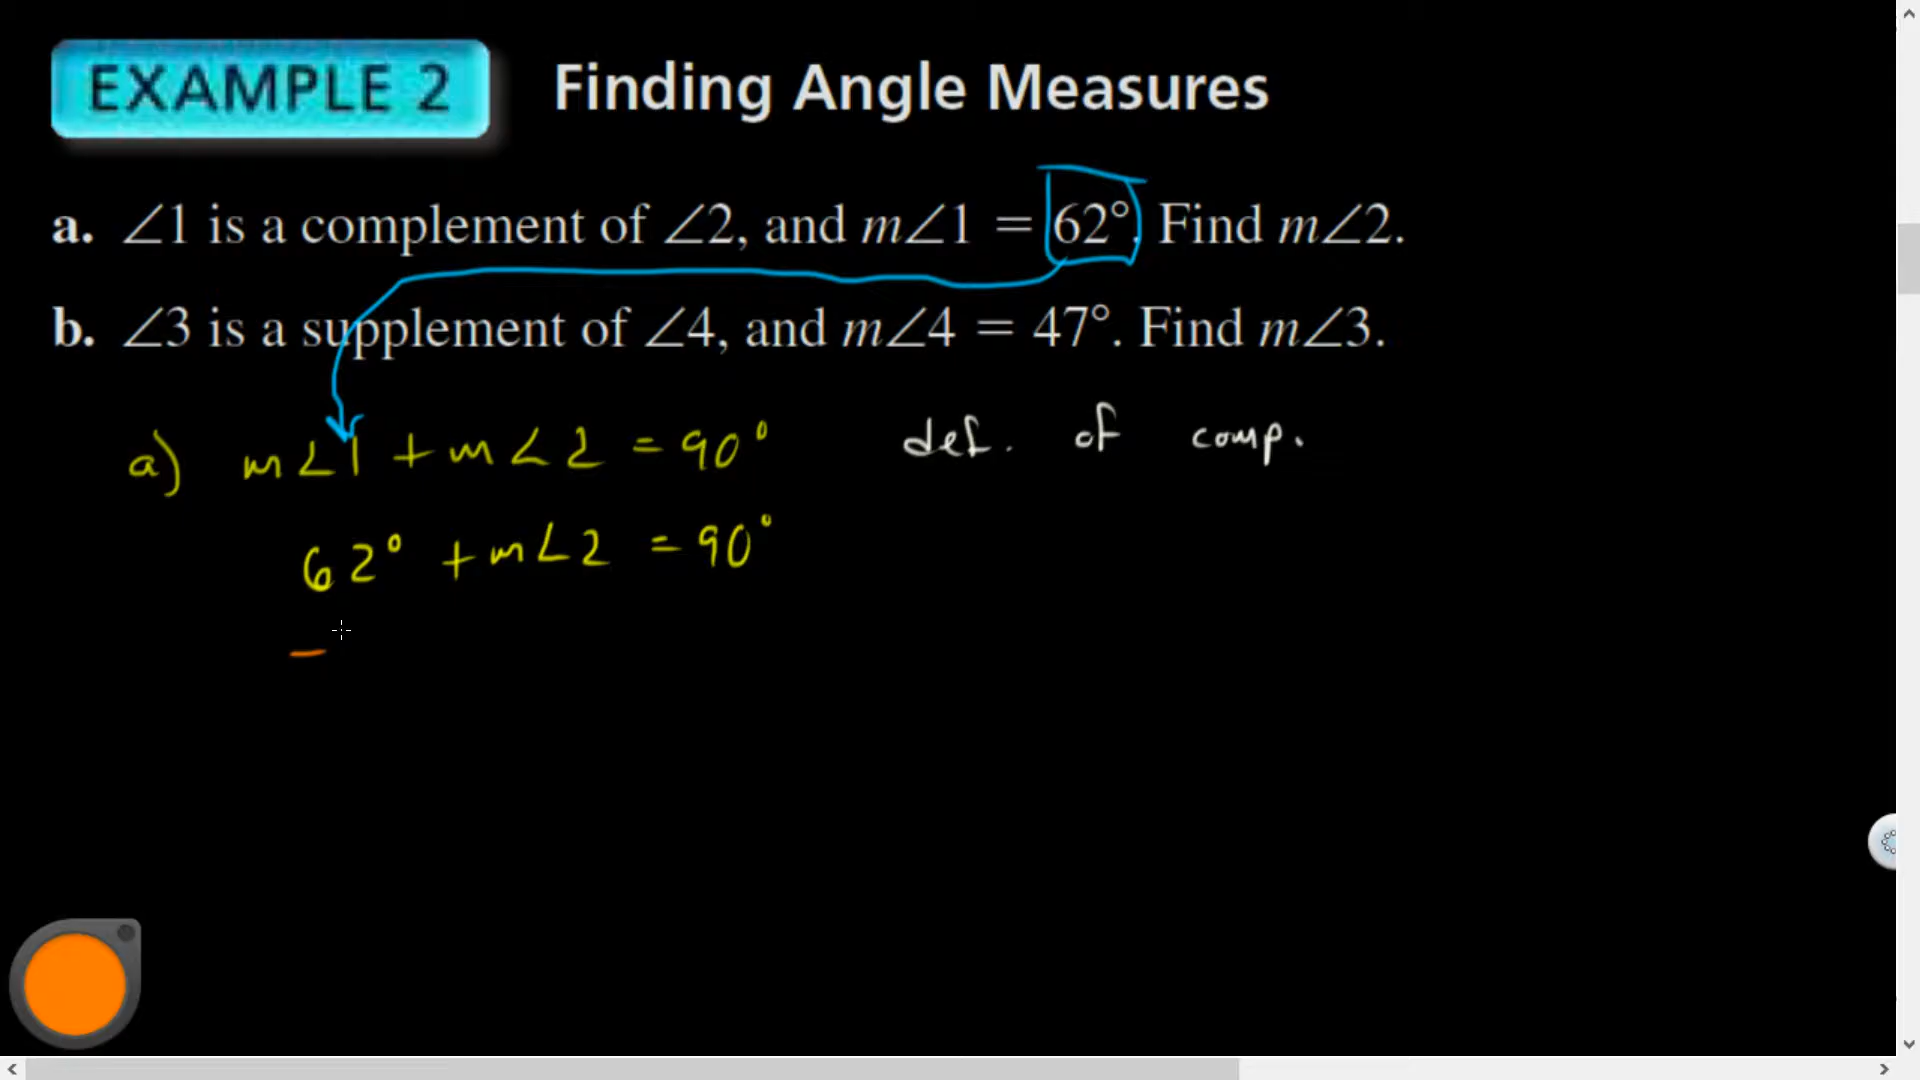 EXAMPLE 2 Finding Angle Measures
a. ∠1 is a complement of ∠2, and m∠1 = 62°. Find m∠2.
b. ∠3 is a supplement of ∠4, and m∠4 = 47°. Find m∠3.
a) m∠1 + m∠2 = 90° def. of comp.
62° + m∠2 = 90°
−